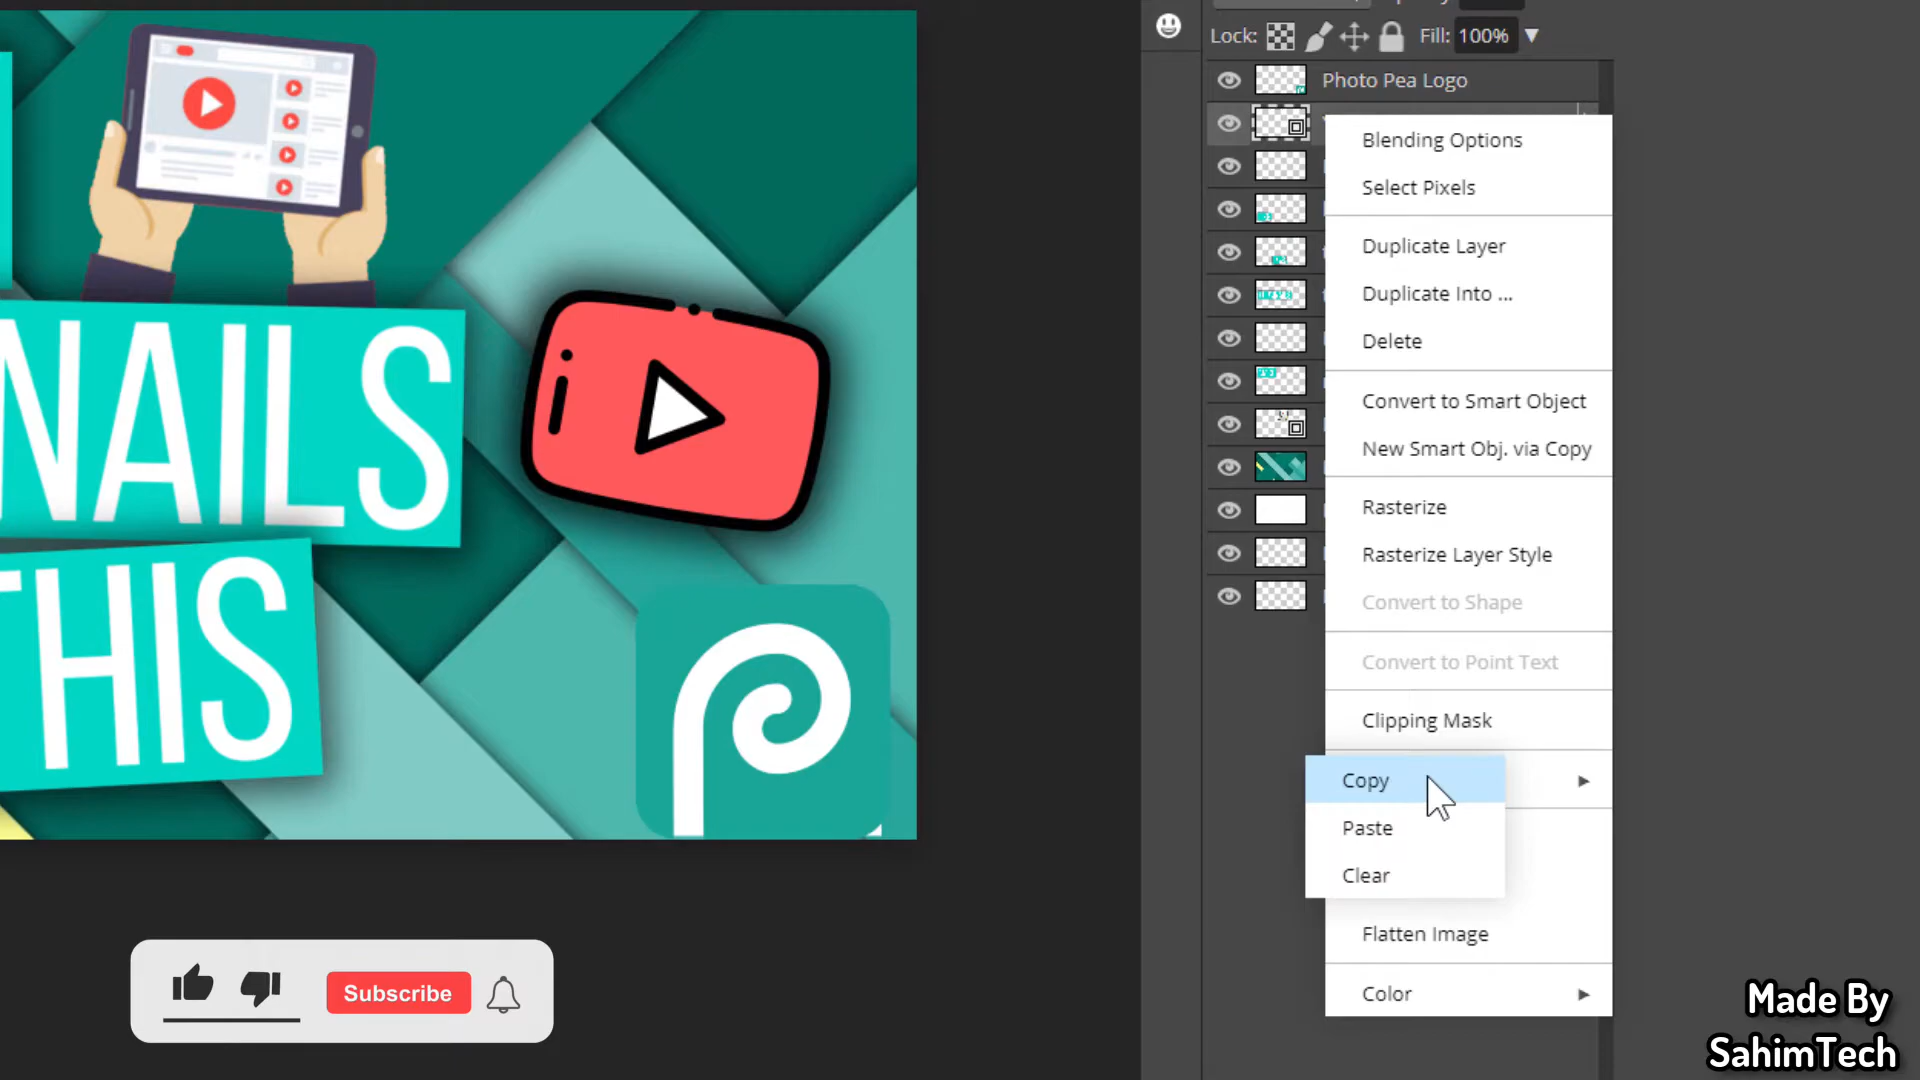 Lock:
Fill: 100%
Photo Pea Logo
Blending Options
Select Pixels
Duplicate Layer
Duplicate Into ...
Delete
Convert to Smart Object
New Smart Obj. via Copy
Rasterize
Rasterize Layer Style
Convert to Shape
Convert to Point Text
Clipping Mask
Copy
Paste
Clear
Flatten Image
Color
NAILS
THIS
Subscribe
Made By
SahimTech